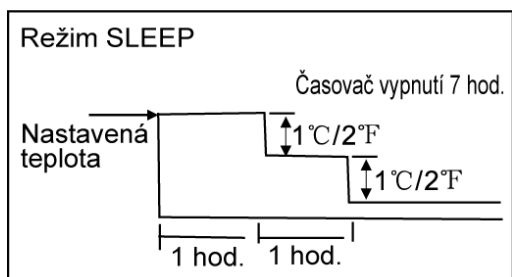 Režim SLEEP
Časovač vypnutí 7 hod.
Nastavená
teplota
1℃/2℉
1℃/2℉
1 hod.
1 hod.